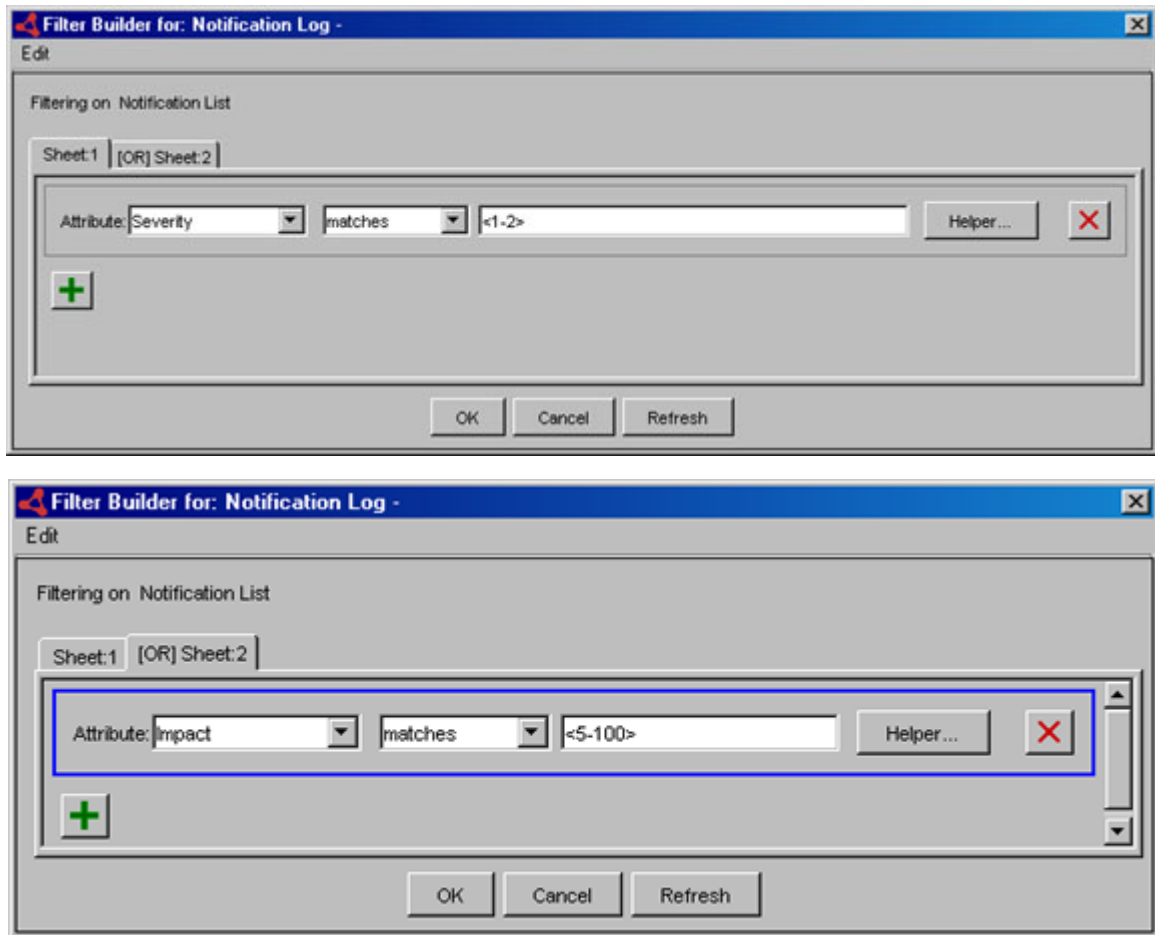 Filter Builder for: Notification Log -
Edit
Filtering on Notification List
Sheet:1 [OR] Sheet:2
Attribute: Severity matches <1-2> Helper...
OK Cancel Refresh
Filter Builder for: Notification Log -
Edit
Filtering on Notification List
Sheet:1 [OR] Sheet:2
Attribute: Impact matches <5-100> Helper...
OK Cancel Refresh